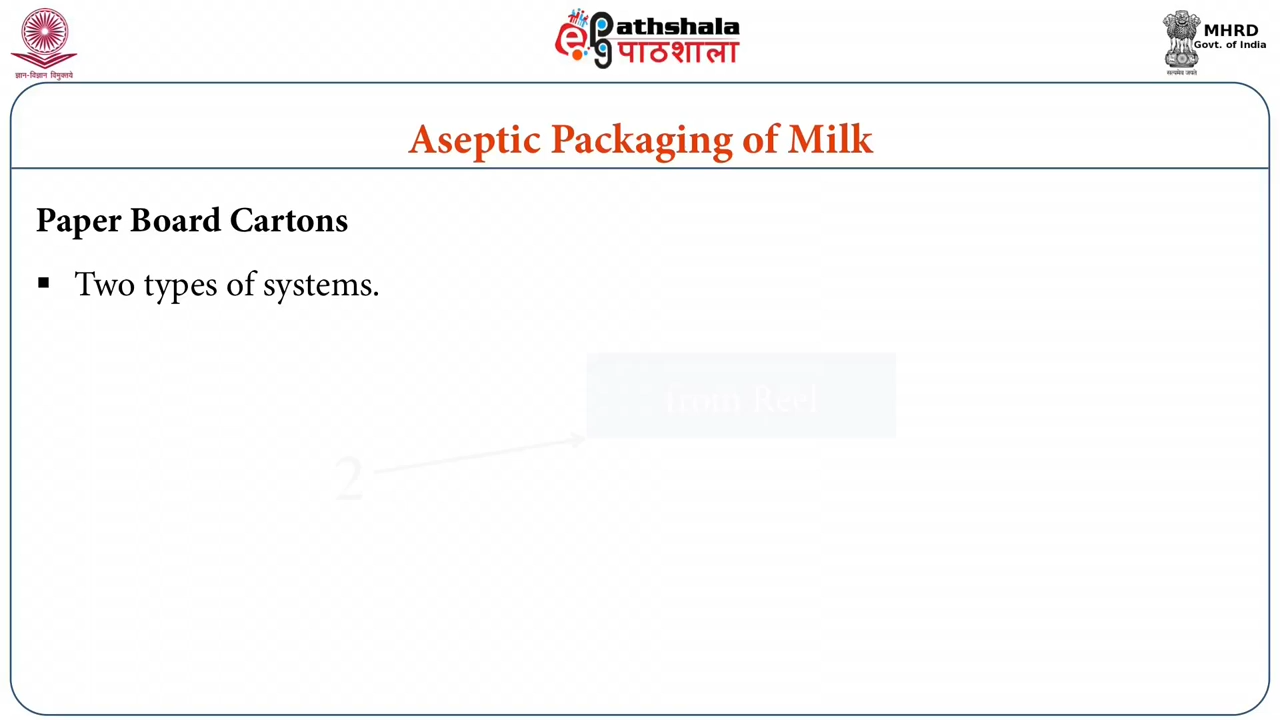 ज्ञान-विज्ञान विमुक्तये
ePathshala
पाठशाला
MHRD
Govt. of India
सत्यमेव जयते
Aseptic Packaging of Milk
Paper Board Cartons
▪ Two types of systems.
from Reel
2